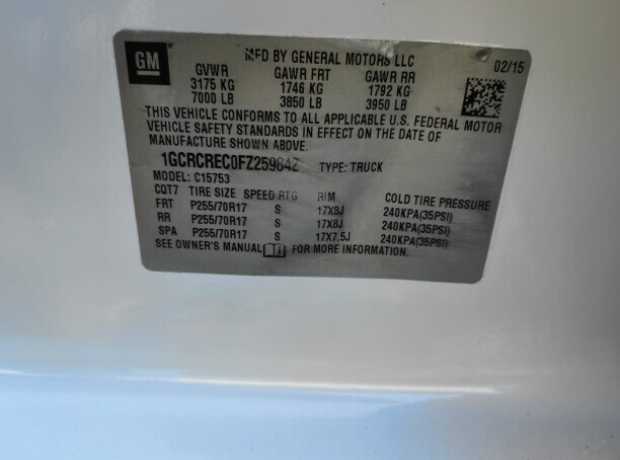 GM
MFD BY GENERAL MOTORS LLC 02/15
GVWR GAWR FRT GAWR RR
3175 KG 1746 KG 1792 KG
7000 LB 3850 LB 3950 LB
THIS VEHICLE CONFORMS TO ALL APPLICABLE U.S. FEDERAL MOTOR
VEHICLE SAFETY STANDARDS IN EFFECT ON THE DATE OF
MANUFACTURE SHOWN ABOVE.
TYPE: TRUCK
MODEL: C15753
CQT7 TIRE SIZE SPEED RTG RIM COLD TIRE PRESSURE
FRT P255/70R17 S 17X8J 240KPA(35PSI)
RR P255/70R17 S 17X8J 240KPA(35PSI)
SPA P255/70R17 S 17X7.5J 240KPA(35PSI)
SEE OWNER'S MANUAL FOR MORE INFORMATION.